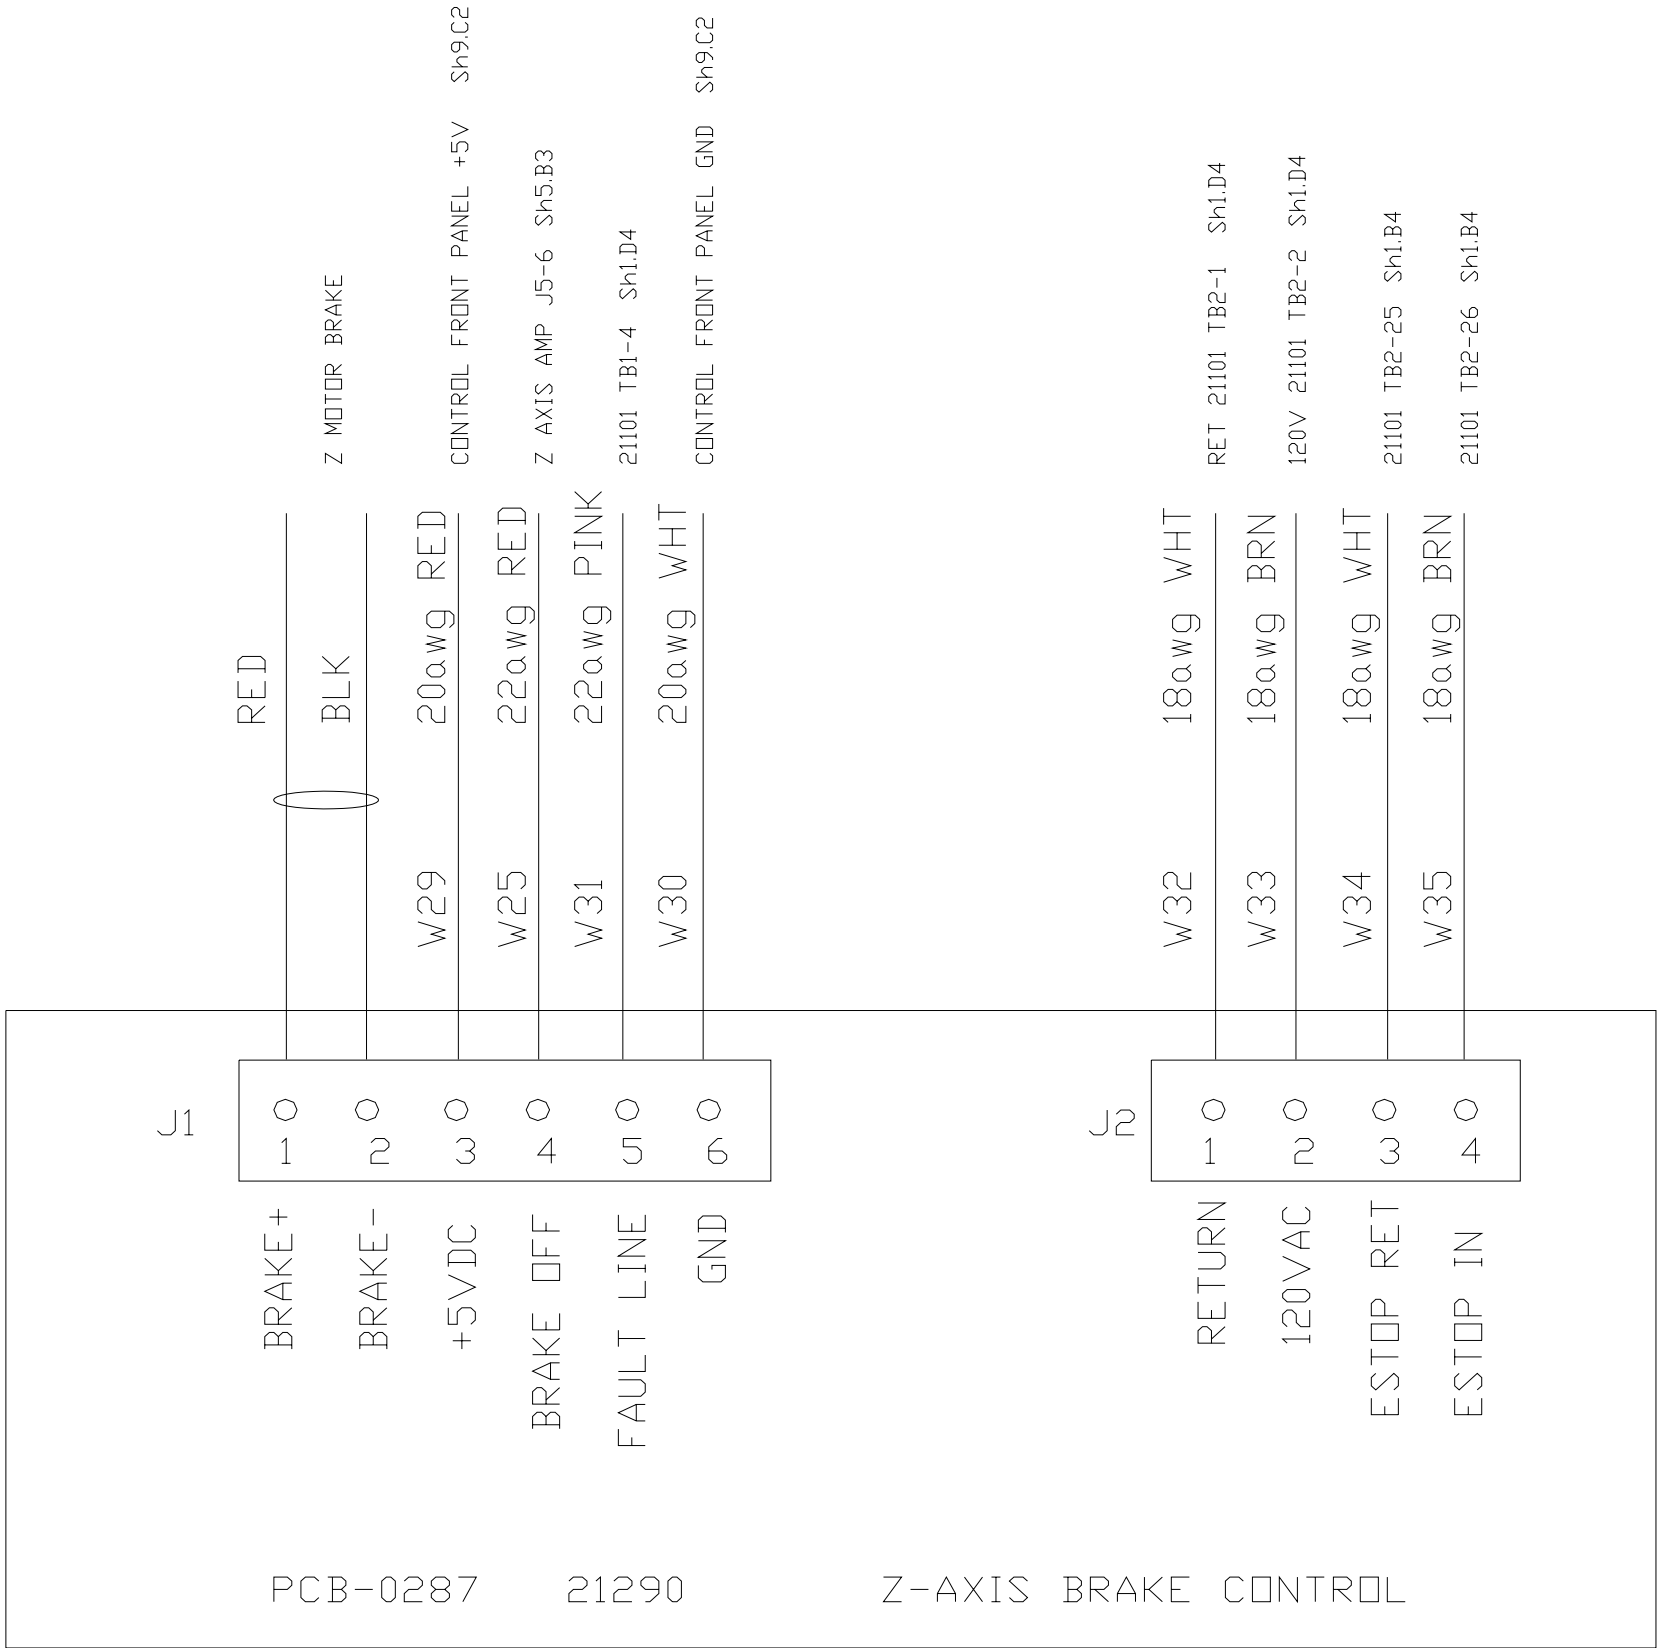 Z MOTOR BRAKE
CONTROL FRONT PANEL +5V Sh9.C2
Z AXIS AMP J5-6 Sh5.B3
21101 TB1-4 Sh1.D4
CONTROL FRONT PANEL GND Sh9.C2
RET 21101 TB2-1 Sh1.D4
120V 21101 TB2-2 Sh1.D4
21101 TB2-25 Sh1.B4
21101 TB2-26 Sh1.B4
RED
BLK
W29 20awg RED
W25 22awg RED
W31 22awg PINK
W30 20awg WHT
W32 18awg WHT
W33 18awg BRN
W34 18awg WHT
W35 18awg BRN
J1
1 2 3 4 5 6
J2
1 2 3 4
BRAKE+
BRAKE-
+5VDC
BRAKE OFF
FAULT LINE
GND
RETURN
120VAC
ESTOP RET
ESTOP IN
PCB-0287 21290 Z-AXIS BRAKE CONTROL